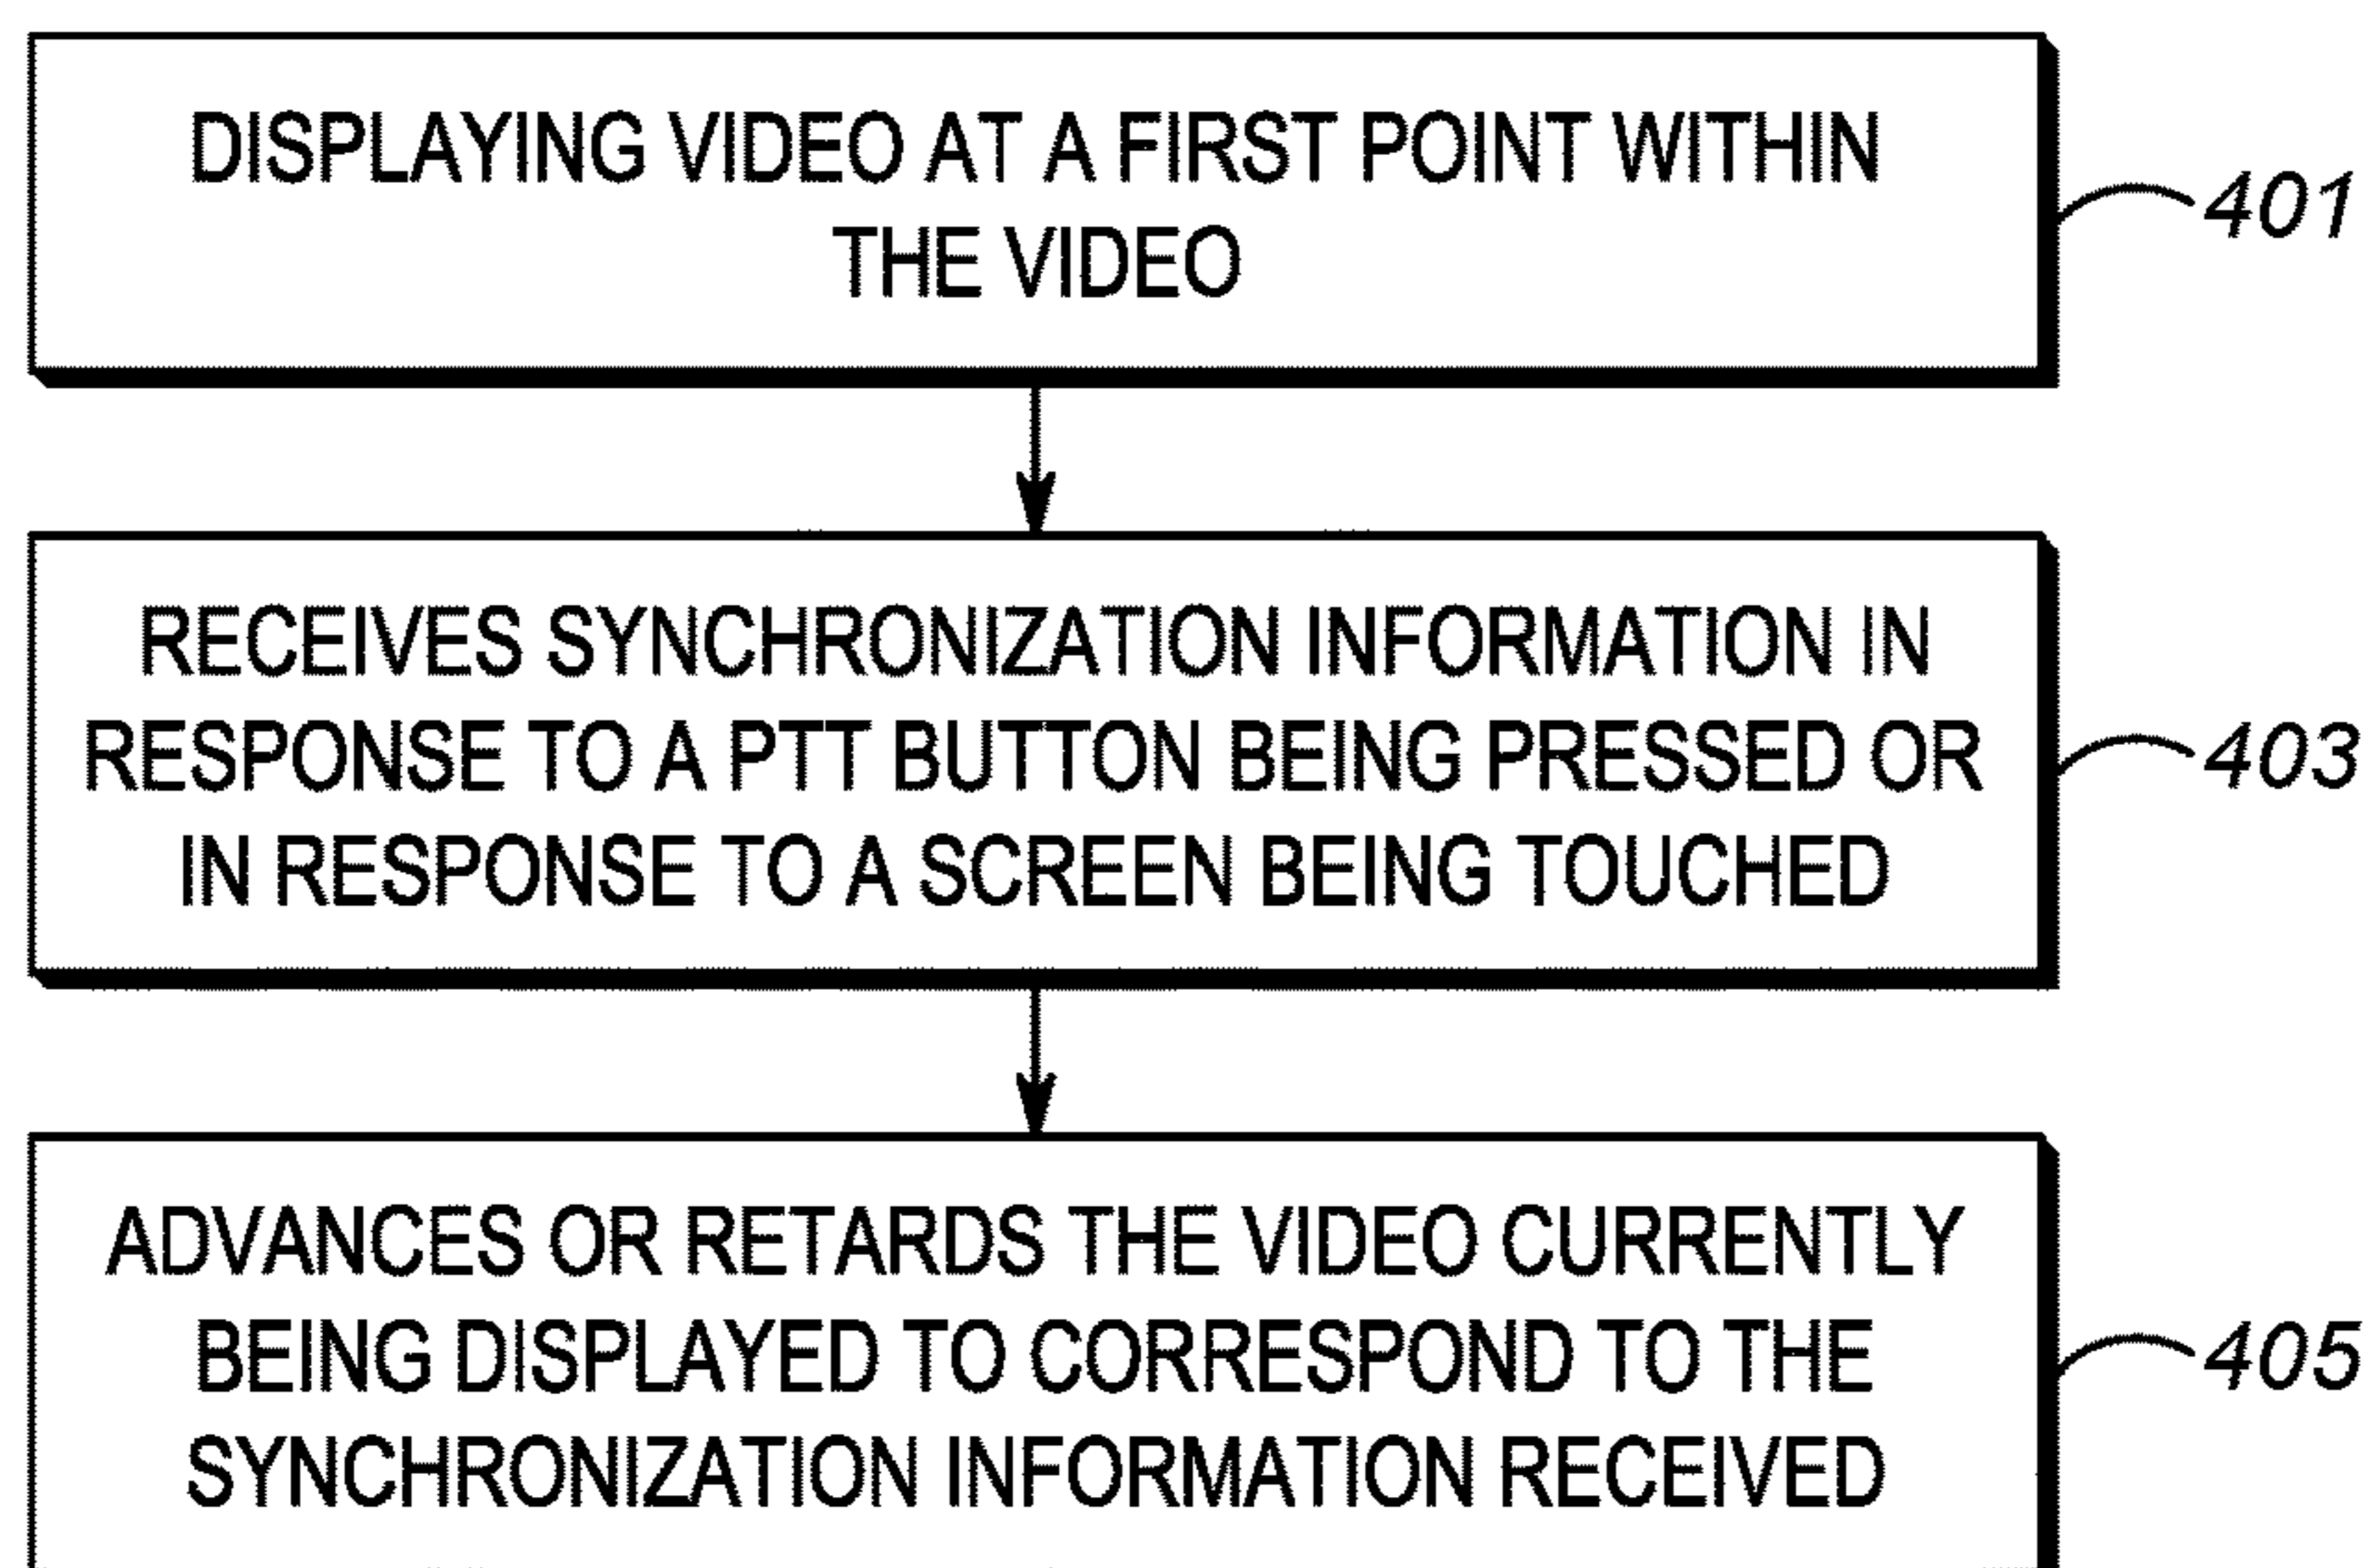 DISPLAYING VIDEO AT A FIRST POINT WITHIN
THE VIDEO
401
RECEIVES SYNCHRONIZATION INFORMATION IN
RESPONSE TO A PTT BUTTON BEING PRESSED OR
IN RESPONSE TO A SCREEN BEING TOUCHED
403
ADVANCES OR RETARDS THE VIDEO CURRENTLY
BEING DISPLAYED TO CORRESPOND TO THE
SYNCHRONIZATION INFORMATION RECEIVED
405